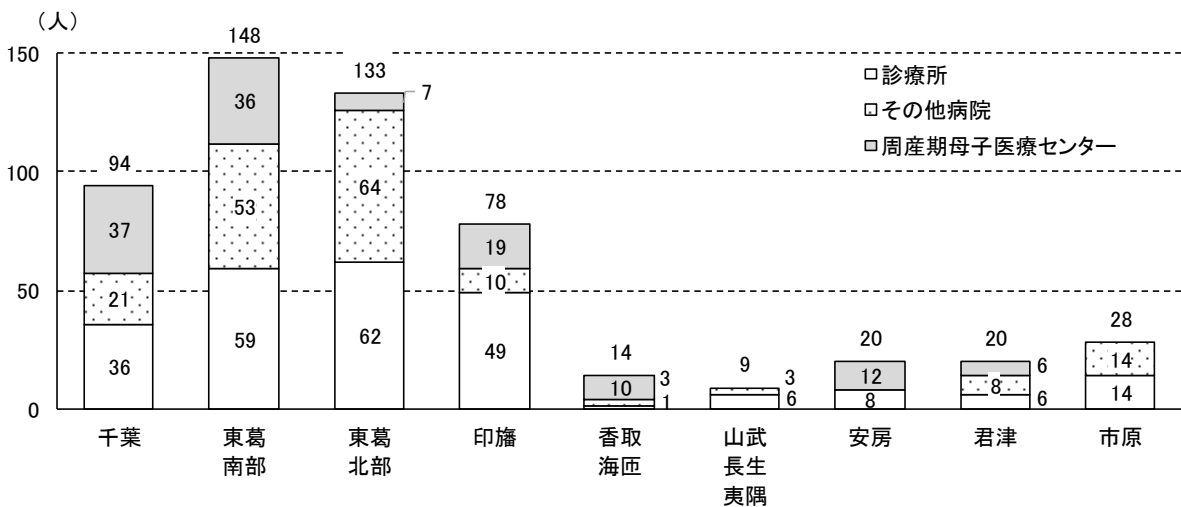 （人）
150
100
50
0
診療所
その他病院
周産期母子医療センター
94
37
21
36
148
36
53
59
133
7
64
62
78
19
10
49
14
3
10
1
9
3
6
20
12
8
20
6
8
6
28
14
14
千葉
東葛
南部
東葛
北部
印旛
香取
海匝
山武
長生
夷隅
安房
君津
市原